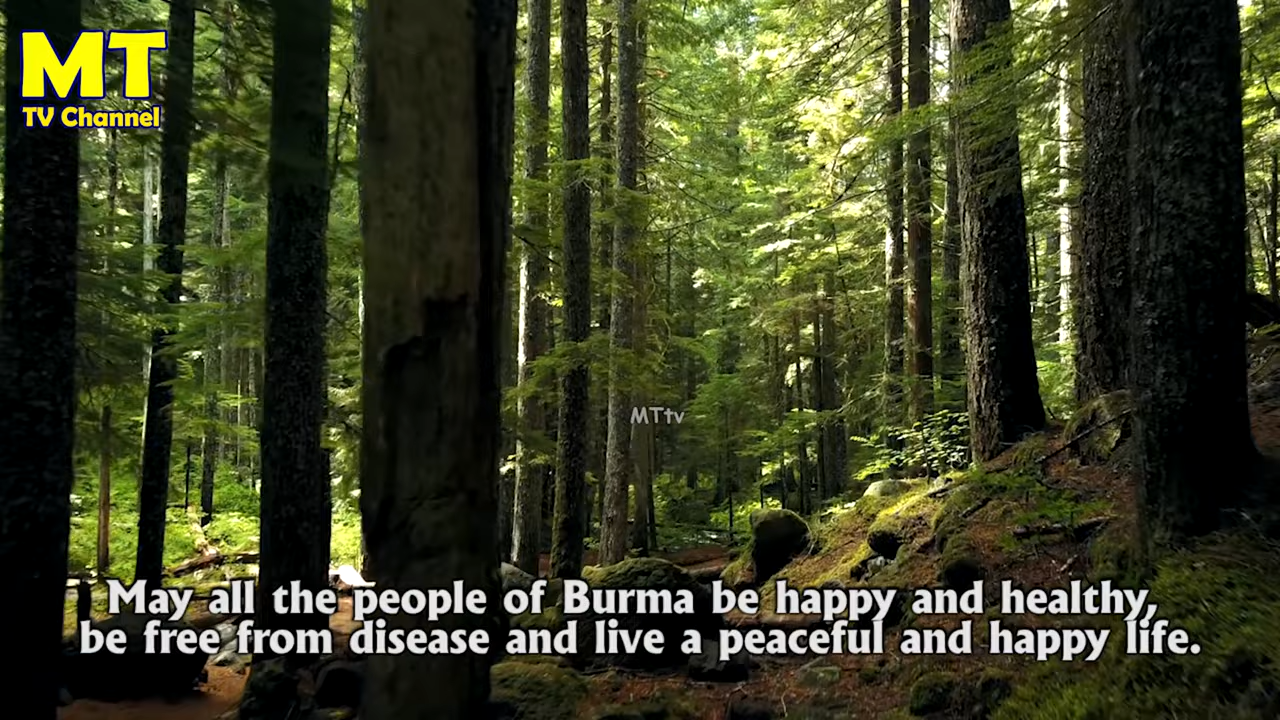 MT
TV Channel
MTtv
May all the people of Burma be happy and healthy,
be free from disease and live a peaceful and happy life.